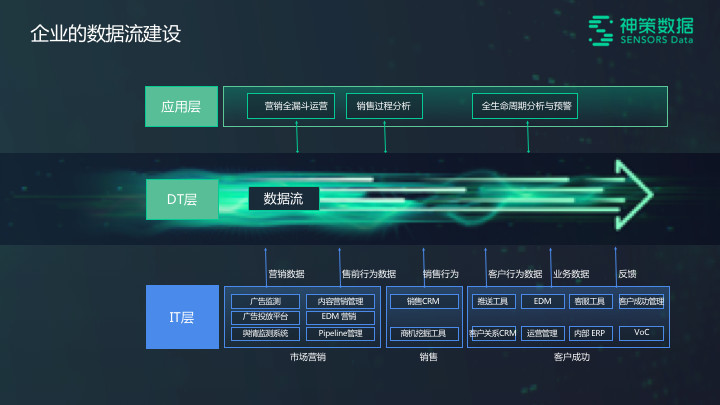 企业的数据流建设
神策数据
SENSORS Data
应用层
营销全漏斗运营 销售过程分析 全生命周期分析与预警
DT层
数据流
营销数据 售前行为数据 销售行为 客户行为数据 业务数据 反馈
IT层
广告监测 内容营销管理 销售CRM 推送工具 EDM 客服工具 客户成功管理
广告投放平台 EDM 营销
舆情监测系统 Pipeline管理 商机挖掘工具 客户关系CRM 运营管理 内部 ERP VoC
市场营销 销售 客户成功